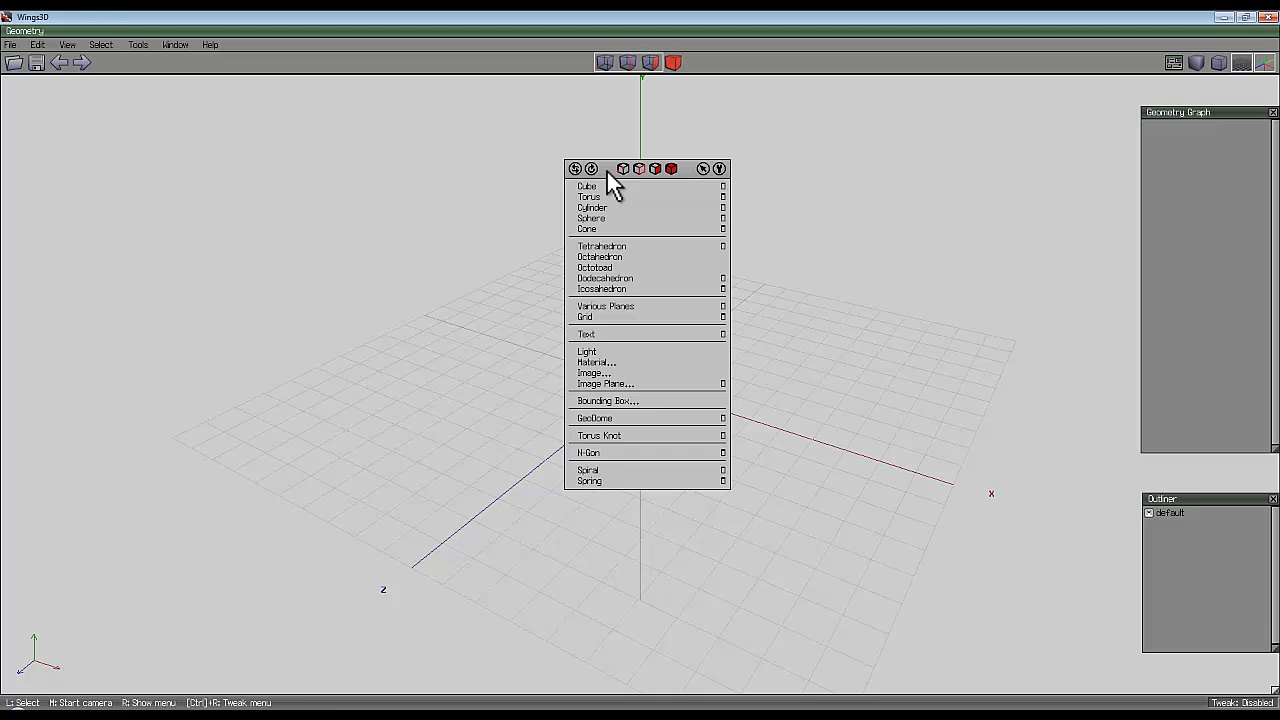 Wings3D
Geometry
File Edit View Select Tools Window Help
Y
Geometry Graph
Cube
Torus
Cylinder
Sphere
Cone
Tetrahedron
Octahedron
Octotoad
Dodecahedron
Icosahedron
Various Planes
Grid
Text
Light
Material...
Image...
Image Plane...
Bounding Box...
GeoDome
Torus Knot
N-Gon
Spiral
Spring
X
Outliner
default
Z
L: Select M: Start camera R: Show menu [Ctrl]+R: Tweak menu
Tweak: Disabled